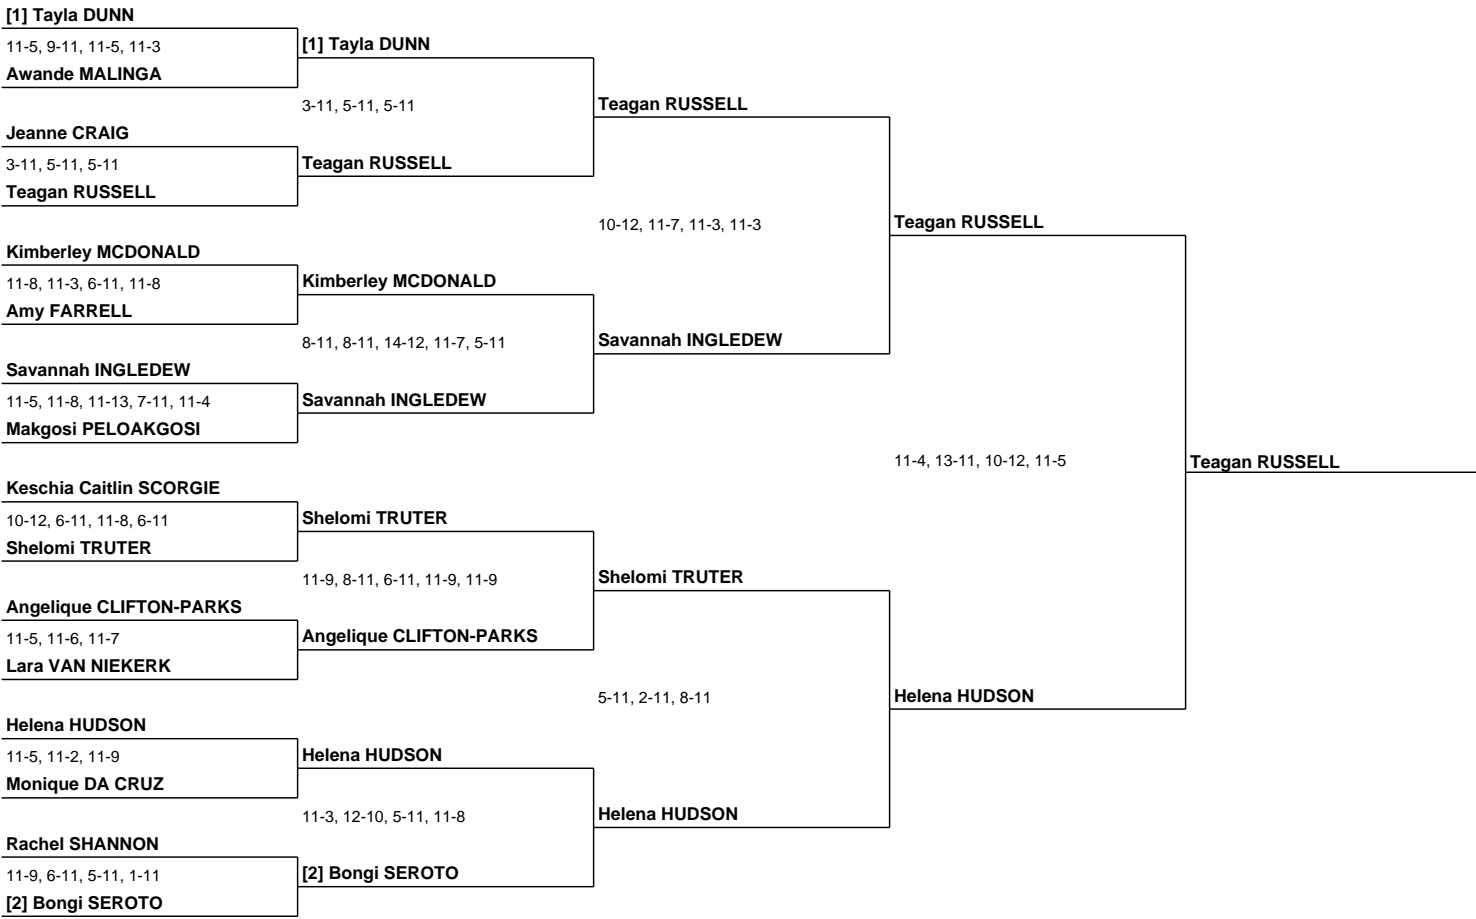 [1] Tayla DUNN
11-5, 9-11, 11-5, 11-3
Awande MALINGA
Jeanne CRAIG
3-11, 5-11, 5-11
Teagan RUSSELL
Kimberley MCDONALD
11-8, 11-3, 6-11, 11-8
Amy FARRELL
Savannah INGLEDEW
11-5, 11-8, 11-13, 7-11, 11-4
Makgosi PELOAKGOSI
Keschia Caitlin SCORGIE
10-12, 6-11, 11-8, 6-11
Shelomi TRUTER
Angelique CLIFTON-PARKS
11-5, 11-6, 11-7
Lara VAN NIEKERK
Helena HUDSON
11-5, 11-2, 11-9
Monique DA CRUZ
Rachel SHANNON
11-9, 6-11, 5-11, 1-11
[2] Bongi SEROTO
[1] Tayla DUNN
3-11, 5-11, 5-11
Teagan RUSSELL
Kimberley MCDONALD
8-11, 8-11, 14-12, 11-7, 5-11
Savannah INGLEDEW
Shelomi TRUTER
11-9, 8-11, 6-11, 11-9, 11-9
Angelique CLIFTON-PARKS
Helena HUDSON
11-3, 12-10, 5-11, 11-8
[2] Bongi SEROTO
Teagan RUSSELL
10-12, 11-7, 11-3, 11-3
Savannah INGLEDEW
Shelomi TRUTER
5-11, 2-11, 8-11
Helena HUDSON
Teagan RUSSELL
11-4, 13-11, 10-12, 11-5
Helena HUDSON
Teagan RUSSELL